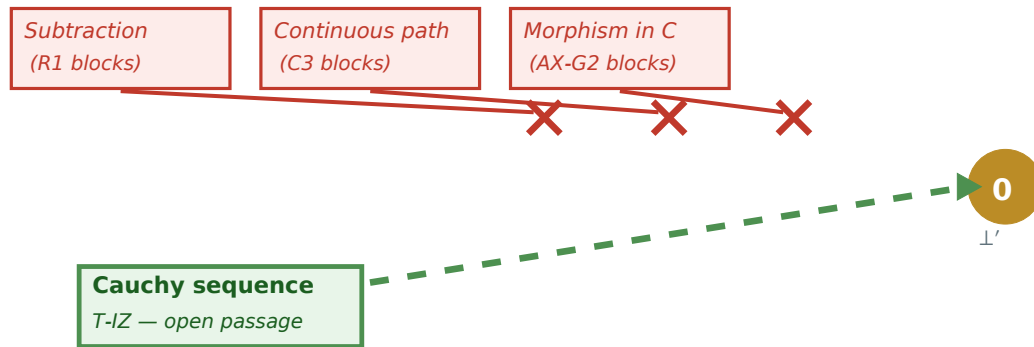 Subtraction
(R1 blocks)
Continuous path
(C3 blocks)
Morphism in C
(AX-G2 blocks)
0
⊥′
Cauchy sequence
T-IZ — open passage